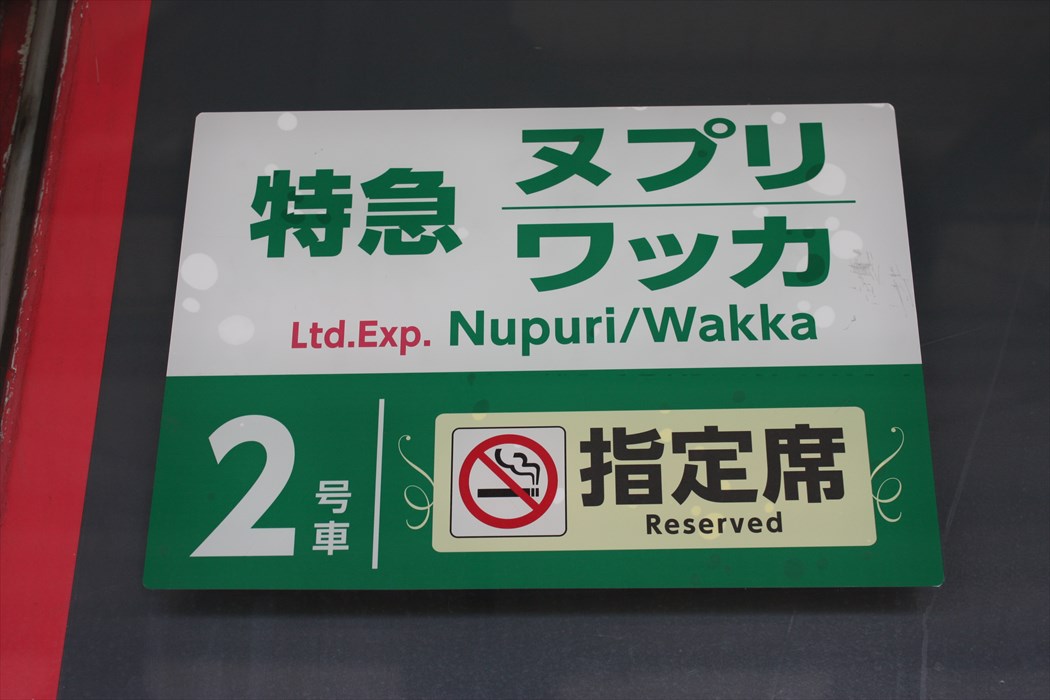 特急
ヌプリ
ワッカ
Ltd.Exp. Nupuri/Wakka
2号車
指定席
Reserved